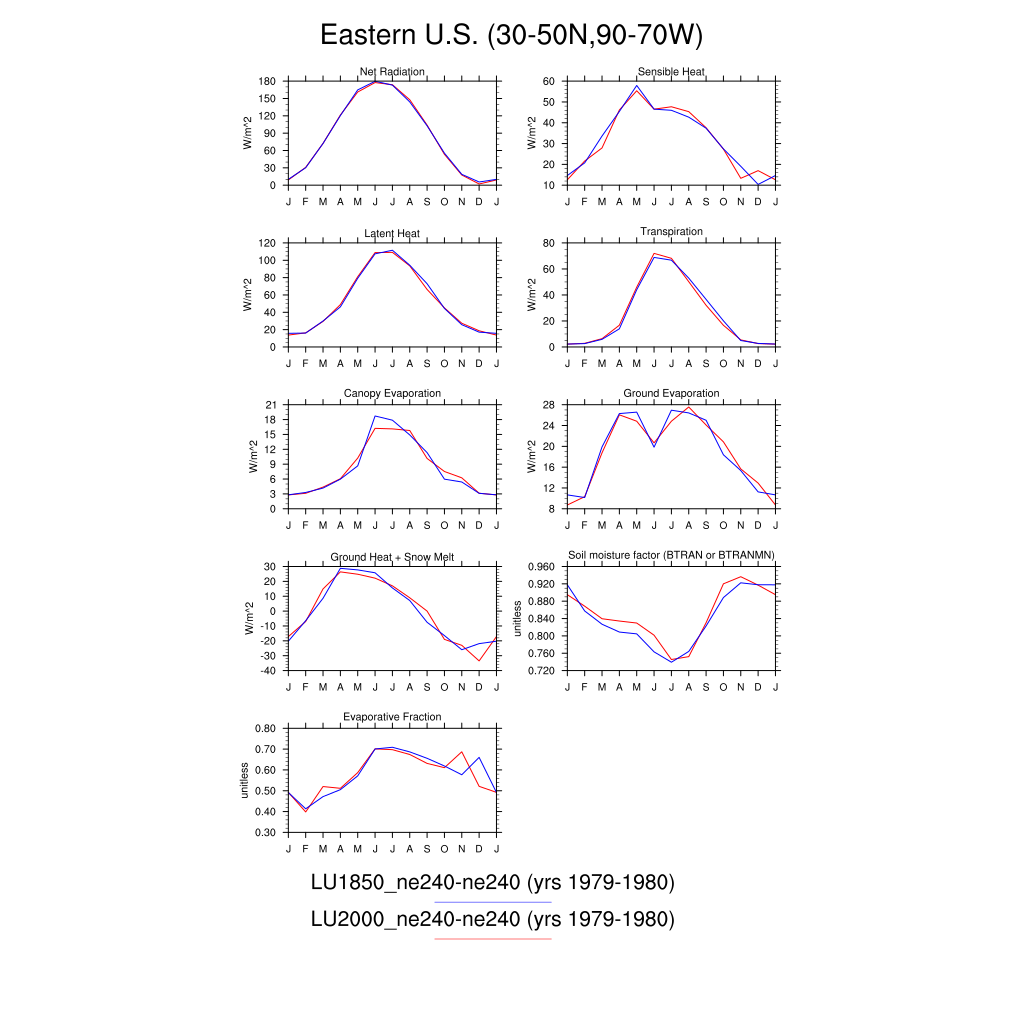 Eastern U.S. (30-50N,90-70W)
Net Radiation
W/m^2
180
150
120
90
60
30
0
J F M A M J J A S O N D J
Sensible Heat
W/m^2
60
50
40
30
20
10
J F M A M J J A S O N D J
Latent Heat
W/m^2
120
100
80
60
40
20
0
J F M A M J J A S O N D J
Transpiration
W/m^2
80
60
40
20
0
J F M A M J J A S O N D J
Canopy Evaporation
W/m^2
21
18
15
12
9
6
3
0
J F M A M J J A S O N D J
Ground Evaporation
W/m^2
28
24
20
16
12
8
J F M A M J J A S O N D J
Ground Heat + Snow Melt
W/m^2
30
20
10
0
-10
-20
-30
-40
J F M A M J J A S O N D J
Soil moisture factor (BTRAN or BTRANMN)
unitless
0.960
0.920
0.880
0.840
0.800
0.760
0.720
J F M A M J J A S O N D J
Evaporative Fraction
unitless
0.80
0.70
0.60
0.50
0.40
0.30
J F M A M J J A S O N D J
LU1850_ne240-ne240 (yrs 1979-1980)
LU2000_ne240-ne240 (yrs 1979-1980)